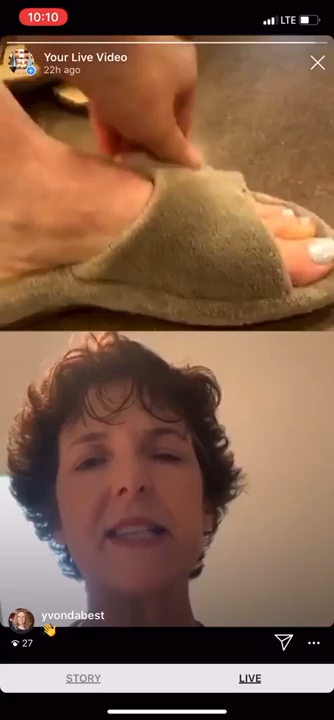 10:10
LTE
Your Live Video
22h ago
yvondabest
27
STORY
LIVE